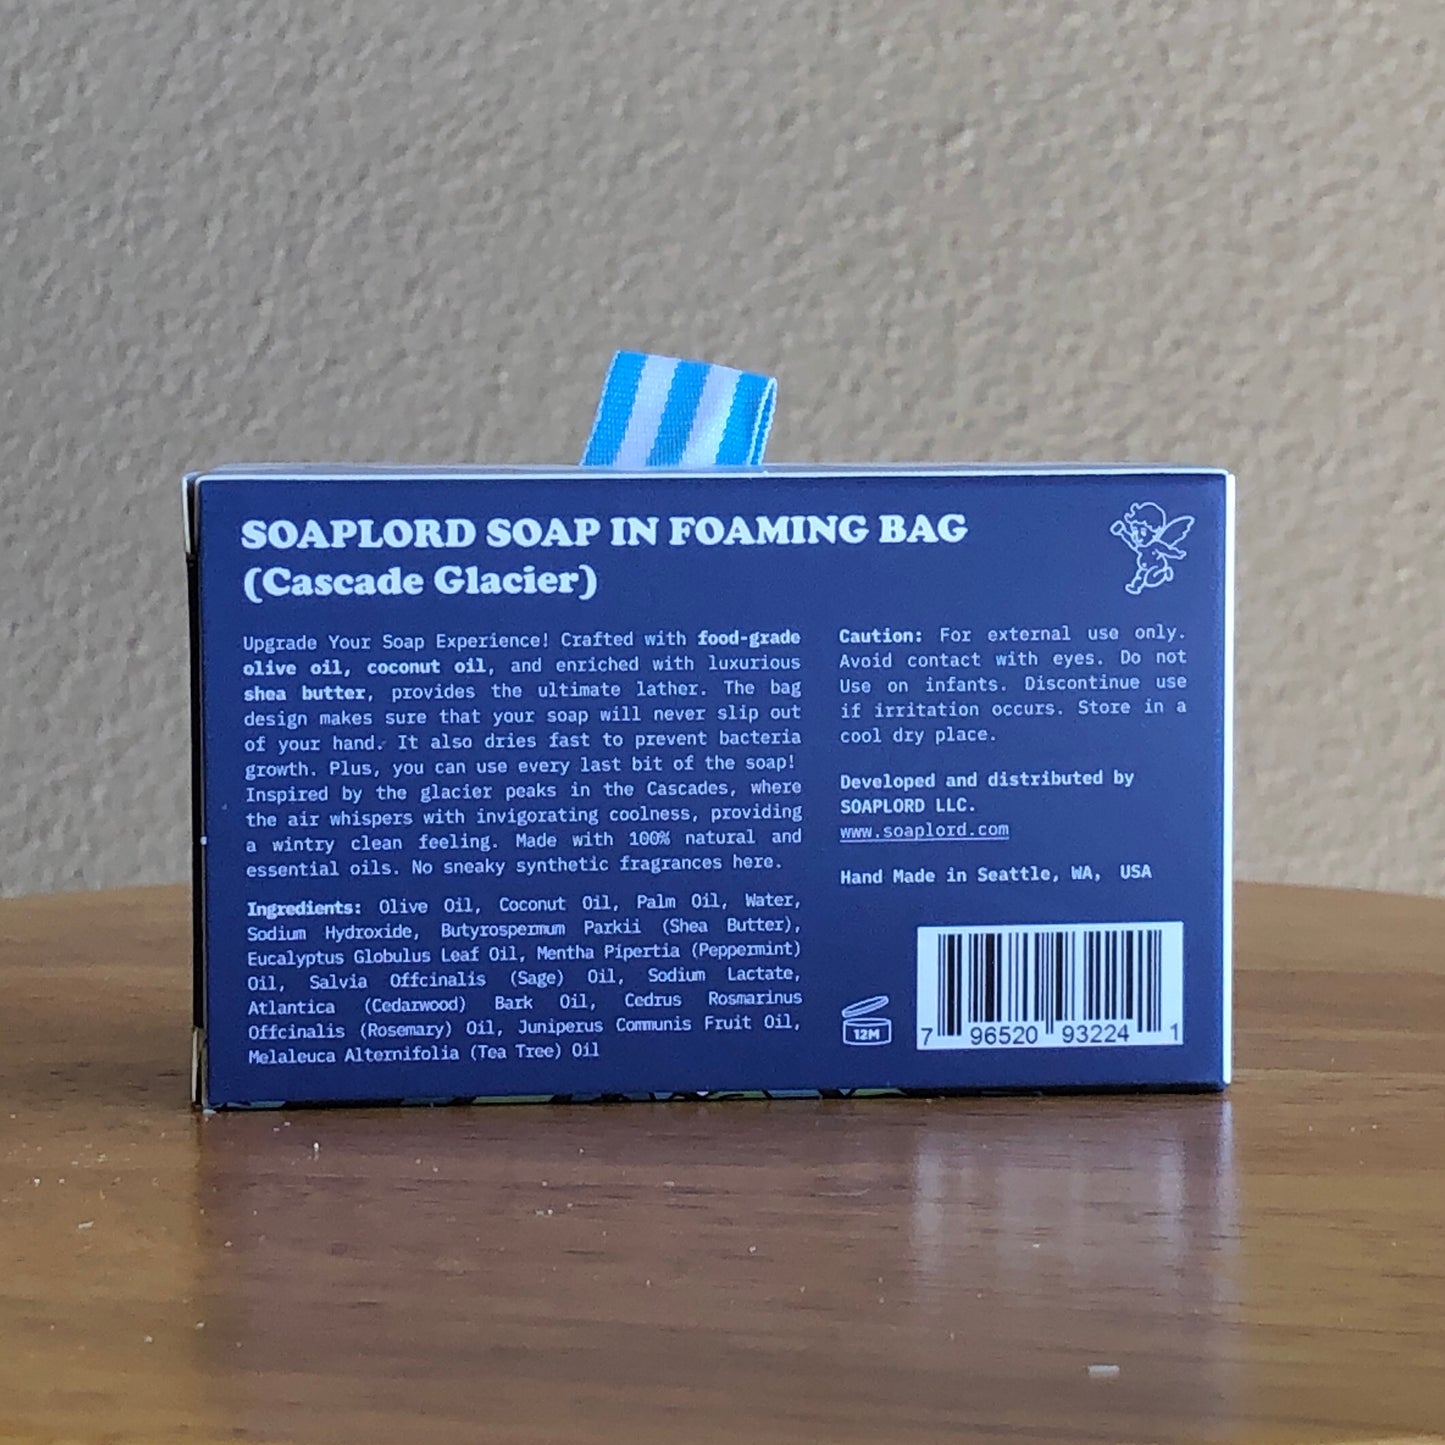 SOAPLORD SOAP IN FOAMING BAG
(Cascade Glacier)
Upgrade Your Soap Experience! Crafted with food-grade
olive oil, coconut oil, and enriched with luxurious
shea butter, provides the ultimate lather. The bag
design makes sure that your soap will never slip out
of your hand. It also dries fast to prevent bacteria
growth. Plus, you can use every last bit of the soap!
Inspired by the glacier peaks in the Cascades, where
the air whispers with invigorating coolness, providing
a wintry clean feeling. Made with 100% natural and
essential oils. No sneaky synthetic fragrances here.
Ingredients: Olive Oil, Coconut Oil, Palm Oil, Water,
Sodium Hydroxide, Butyrospermum Parkii (Shea Butter),
Eucalyptus Globulus Leaf Oil, Mentha Pipertia (Peppermint)
Oil, Salvia Offcinalis (Sage) Oil, Sodium Lactate,
Atlantica (Cedarwood) Bark Oil, Cedrus Rosmarinus
Offcinalis (Rosemary) Oil, Juniperus Communis Fruit Oil,
Melaleuca Alternifolia (Tea Tree) Oil
Caution: For external use only.
Avoid contact with eyes. Do not
Use on infants. Discontinue use
if irritation occurs. Store in a
cool dry place.
Developed and distributed by
SOAPLORD LLC.
www.soaplord.com
Hand Made in Seattle, WA, USA
12M
7 96520 93224 1